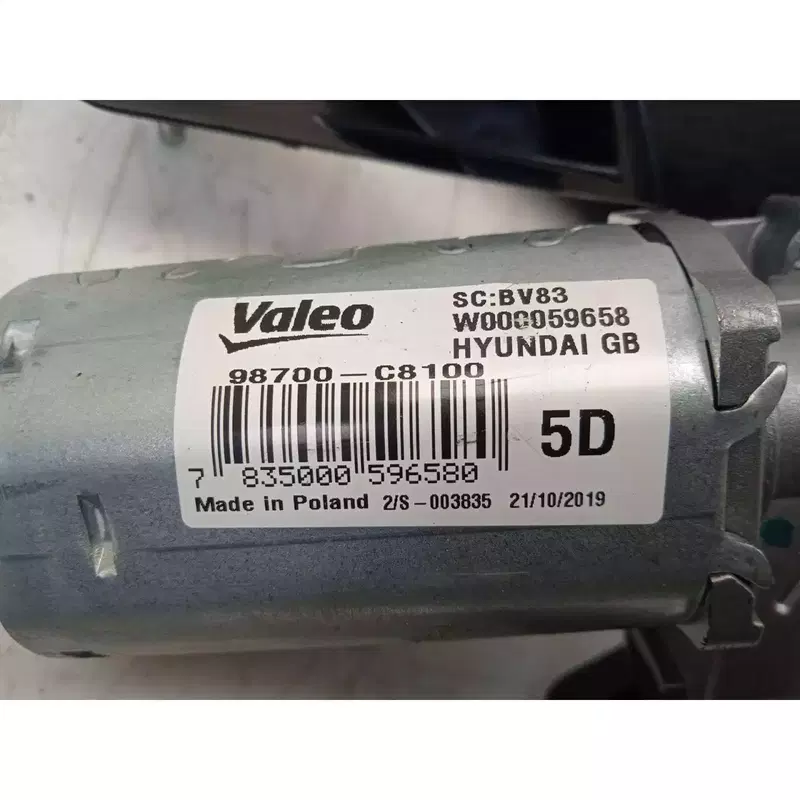 Valeo
SC:BV83
W000059658
HYUNDAI GB
98700-C8100
5D
7 835000 596580
Made in Poland 2/S-003835 21/10/2019